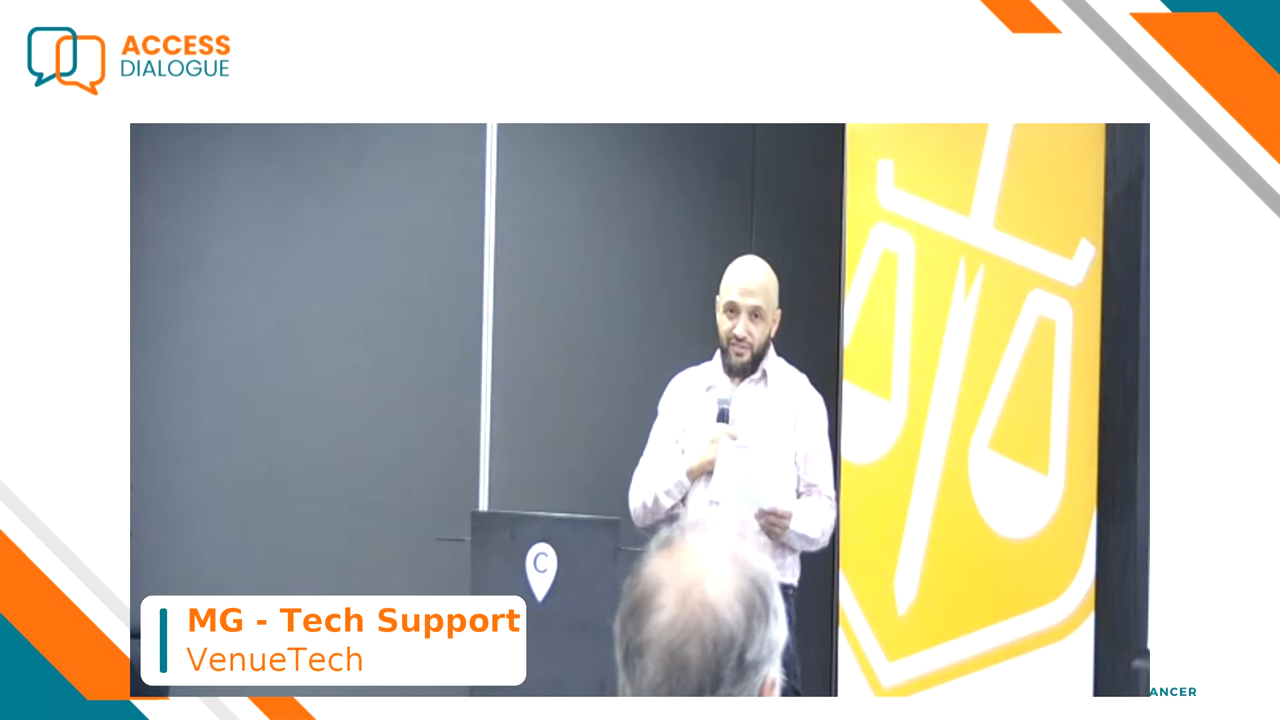 ACCESS
DIALOGUE
C
MG - Tech Support
VenueTech
ANCER